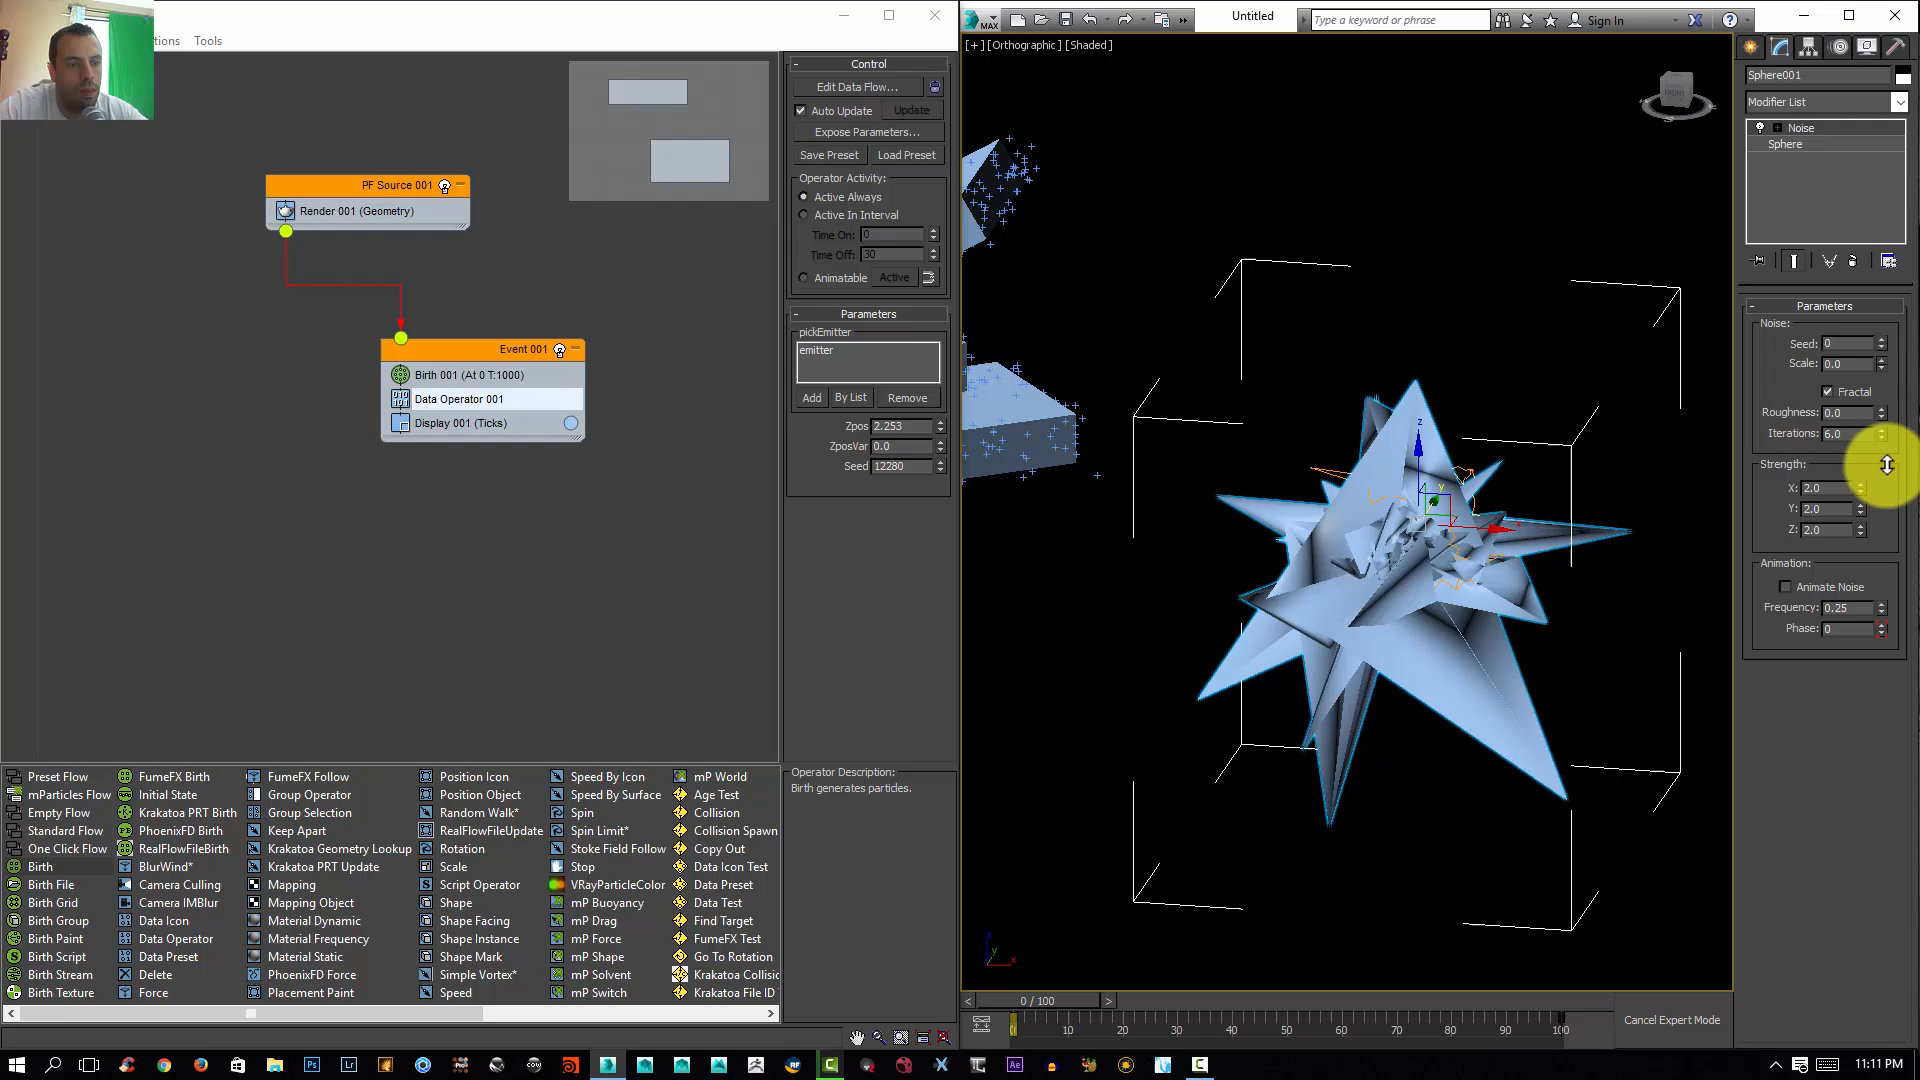 tions Tools
Untitled
Type a keyword or phrase
Sign In
MAX
[+] [Orthographic] [Shaded]
PF Source 001
Render 001 (Geometry)
Event 001
Birth 001 (At 0 T:1000)
Data Operator 001
Display 001 (Ticks)
- Control
Edit Data Flow...
Auto Update Update
Expose Parameters...
Save Preset Load Preset
Operator Activity:
Active Always
Active In Interval
Time On: 0
Time Off: 30
Animatable Active
- Parameters
pickEmitter
emitter
Add By List Remove
Zpos 2.253
ZposVar 0.0
Seed 12280
Operator Description:
Birth generates particles.
Sphere001
Modifier List
Noise
Sphere
- Parameters
Noise:
Seed: 0
Scale: 0.0
Fractal
Roughness: 0.0
Iterations: 6.0
Strength:
X: 2.0
Y: 2.0
Z: 2.0
Animation:
Animate Noise
Frequency: 0.25
Phase: 0
z
y
x
z
y
x
Preset Flow FumeFX Birth FumeFX Follow Position Icon Speed By Icon mP World
mParticles Flow Initial State Group Operator Position Object Speed By Surface Age Test
Empty Flow Krakatoa PRT Birth Group Selection Random Walk* Spin Collision
Standard Flow PhoenixFD Birth Keep Apart RealFlowFileUpdate Spin Limit* Collision Spawn
One Click Flow RealFlowFileBirth Krakatoa Geometry Lookup Rotation Stoke Field Follow Copy Out
Birth BlurWind* Krakatoa PRT Update Scale Stop Data Icon Test
Birth File Camera Culling Mapping Script Operator VRayParticleColor Data Preset
Birth Grid Camera IMBlur Mapping Object Shape mP Buoyancy Data Test
Birth Group Data Icon Material Dynamic Shape Facing mP Drag Find Target
Birth Paint Data Operator Material Frequency Shape Instance mP Force FumeFX Test
Birth Script Data Preset Material Static Shape Mark mP Shape Go To Rotation
Birth Stream Delete PhoenixFD Force Simple Vortex* mP Solvent Krakatoa Collisio
Birth Texture Force Placement Paint Speed mP Switch Krakatoa File ID
< 0 / 100 >
10 20 30 40 50 60 70 80 90 100
Cancel Expert Mode
11:11 PM